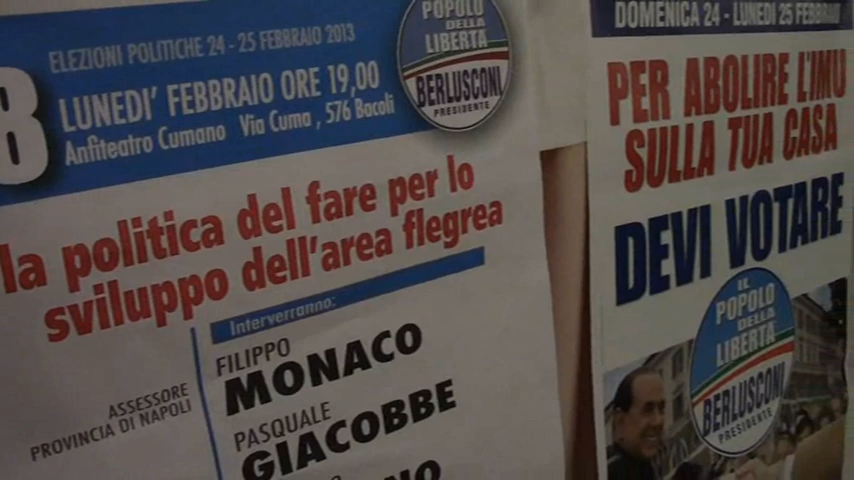 8
ELEZIONI POLITICHE 24 - 25 FEBBRAIO 2013
LUNEDI' FEBBRAIO ORE 19,00
Anfiteatro Cumano Via Cuma , 576 Bacoli
POPOLO
DELLA
LIBERTA
BERLUSCONI
PRESIDENTE
la politica del fare per lo
sviluppo dell'area flegrea
Interverranno:
FILIPPO
MONACO
ASSESSORE
PROVINCIA DI NAPOLI
PASQUALE
GIACOBBE
DOMENICA 24 - LUNEDI 25 FEBBRAIO
PER ABOLIRE L'IMU
SULLA TUA CASA
DEVI VOTARE
IL
POPOLO
DELLA
LIBERTA
BERLUSCONI
PRESIDENTE